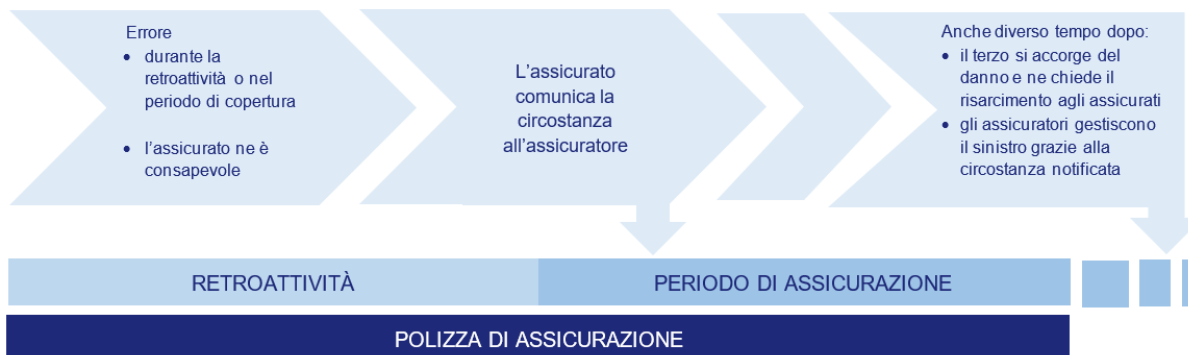 Errore
• durante la
retroattività o nel
periodo di copertura
• l'assicurato ne è
consapevole
L'assicurato
comunica la
circostanza
all'assicuratore
Anche diverso tempo dopo:
• il terzo si accorge del
danno e ne chiede il
risarcimento agli assicurati
• gli assicuratori gestiscono
il sinistro grazie alla
circostanza notificata
RETROATTIVITÀ
PERIODO DI ASSICURAZIONE
POLIZZA DI ASSICURAZIONE